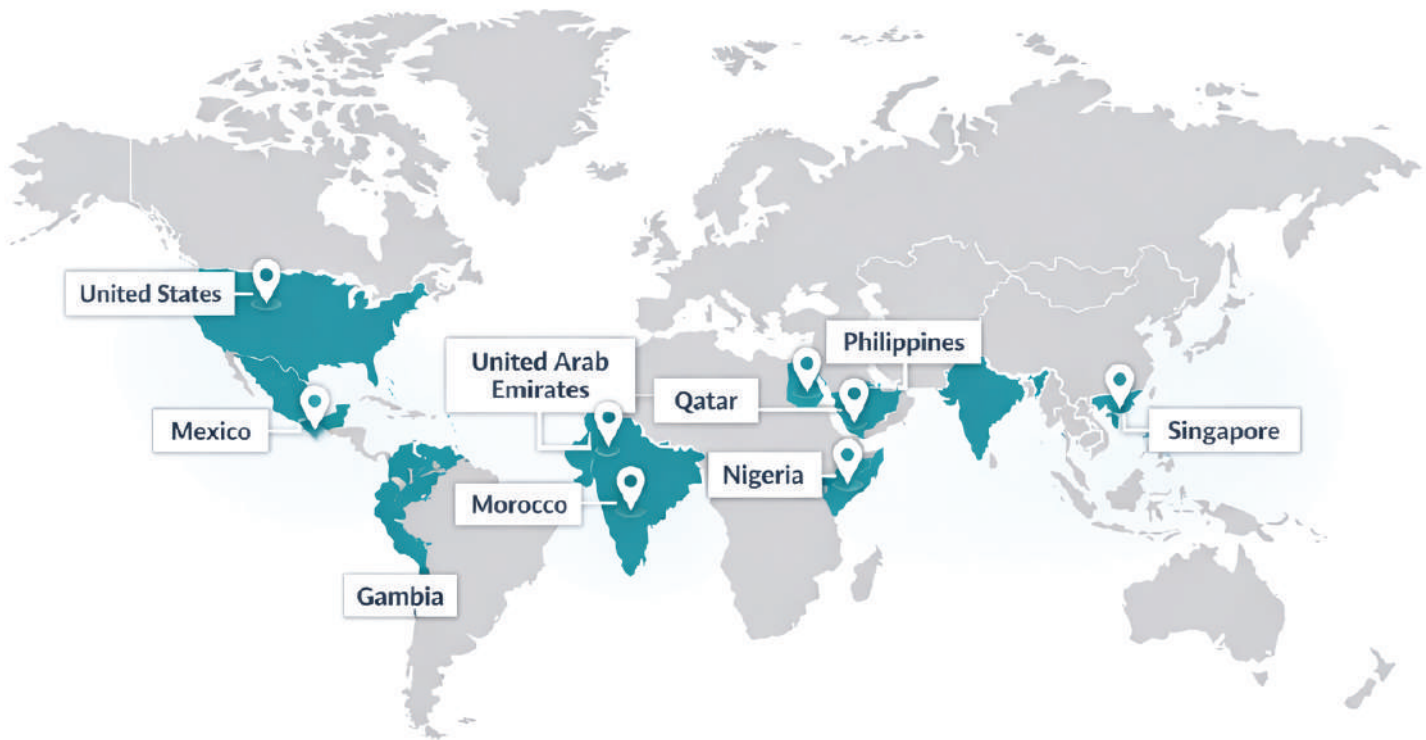 United States
Philippines
United Arab
Emirates
Qatar
Mexico
Singapore
Nigeria
Morocco
Gambia